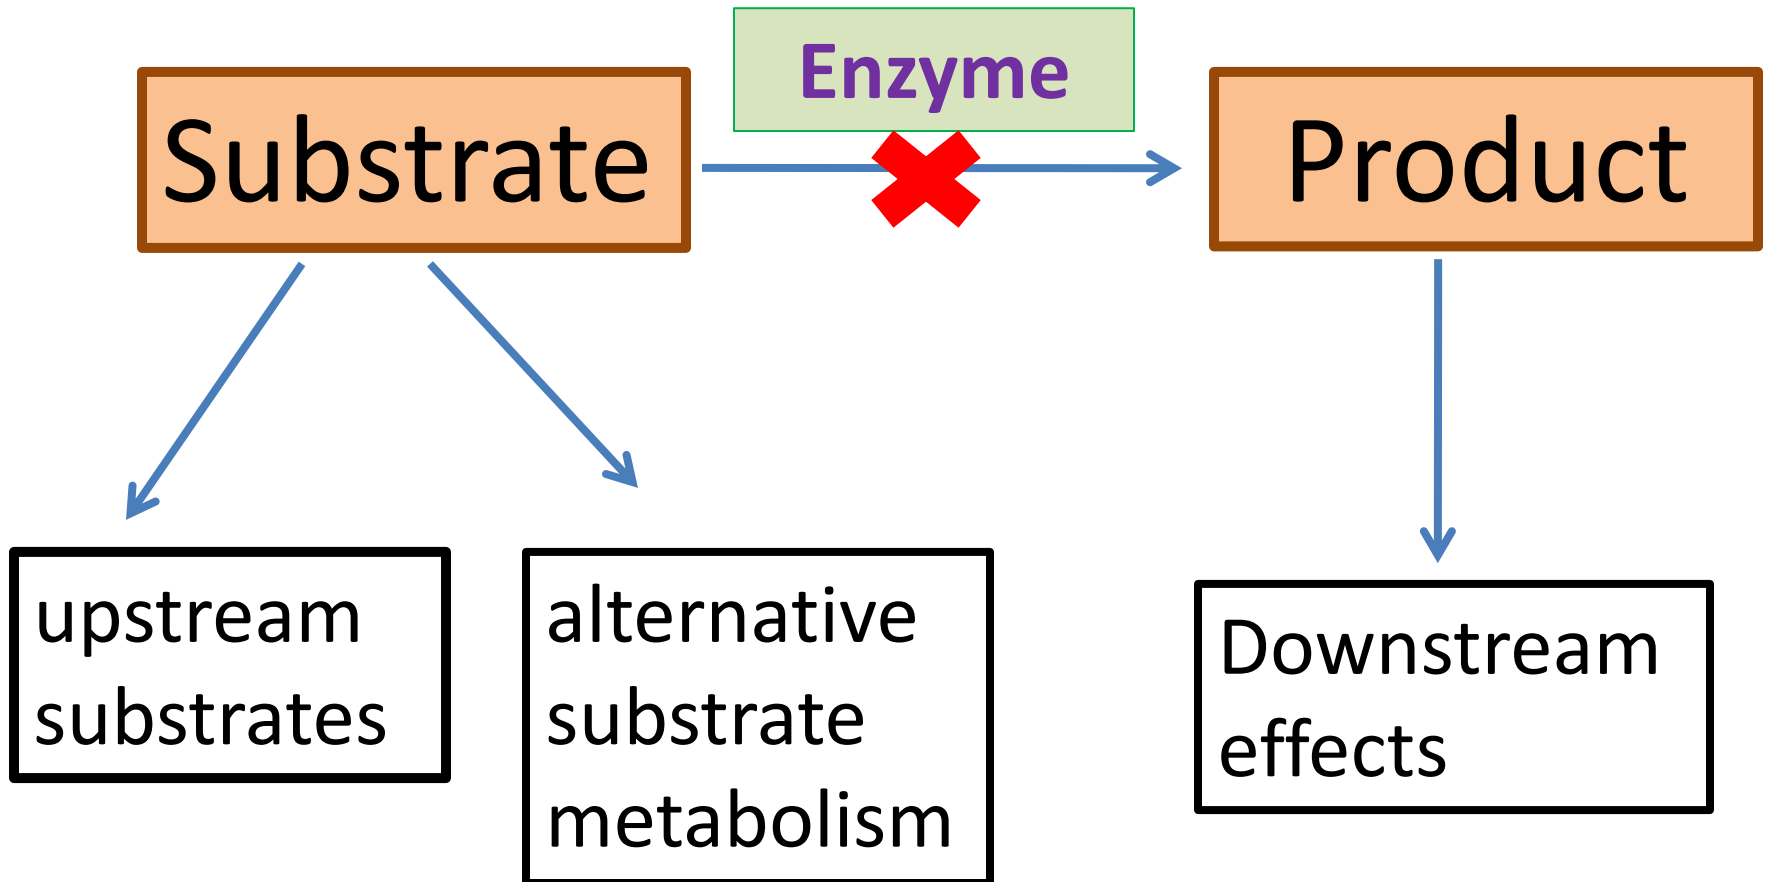 Enzyme
Substrate
Product
upstream
substrates
alternative
substrate
metabolism
Downstream
effects